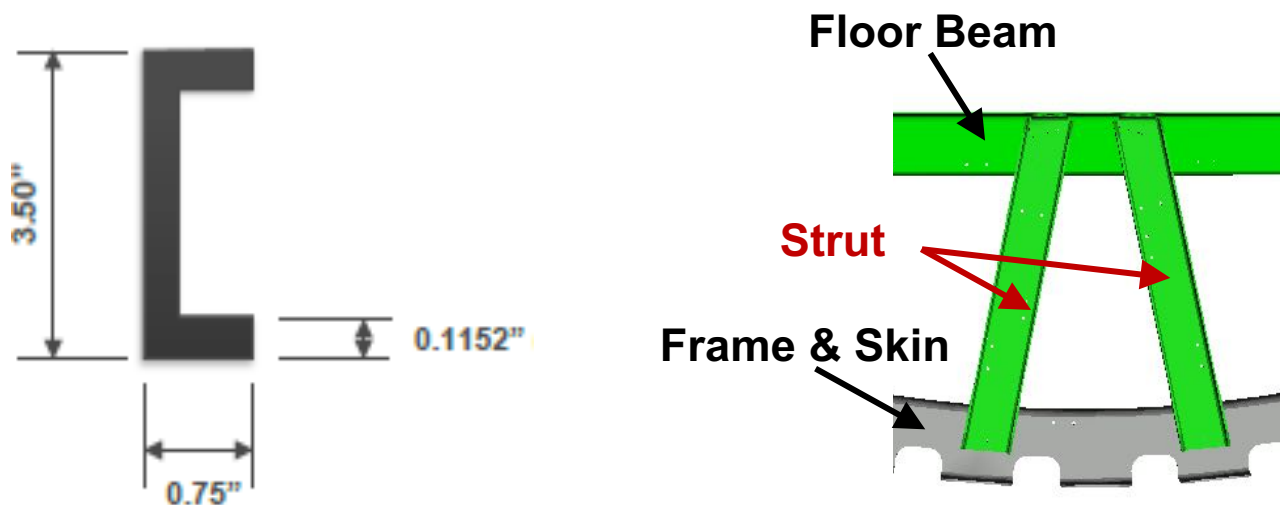 3.50"
0.1152"
0.75"
Floor Beam
Strut
Frame & Skin